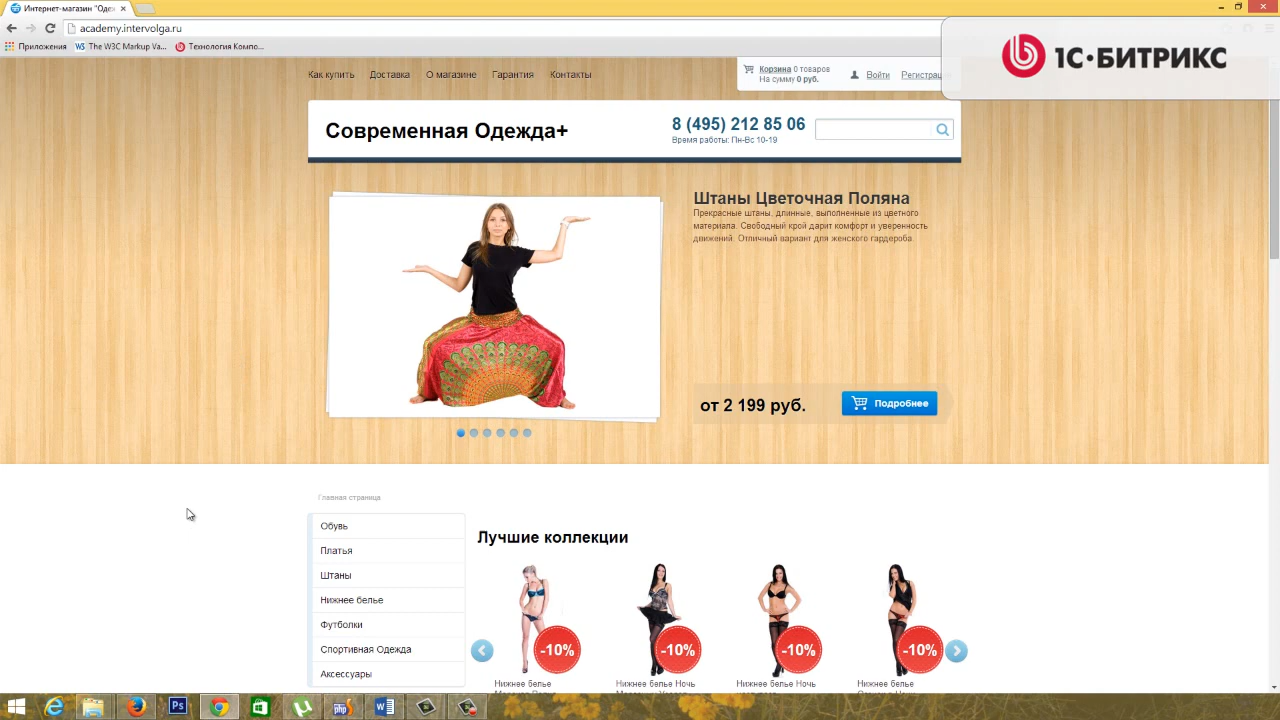 Интернет-магазин "Оде
academy.intervolga.ru
Приложения
The W3C Markup Va...
Технология Компо...
1С·БИТРИКС
Как купить
Доставка
О магазине
Гарантия
Контакты
Корзина 0 товаров
На сумму 0 руб.
Войти
Регистрац
Современная Одежда+
8 (495) 212 85 06
Время работы: Пн-Вс 10-19
Штаны Цветочная Поляна
Прекрасные штаны, длинные, выполненные из цветного
материала. Свободный крой дарит комфорт и уверенность
движений. Отличный вариант для женского гардероба.
от 2 199 руб.
Подробнее
Главная страница
Обувь
Платья
Штаны
Нижнее белье
Футболки
Спортивная Одежда
Аксессуары
Лучшие коллекции
-10%
-10%
-10%
-10%
Нижнее белье
Нижнее белье Ночь
Нижнее белье Ночь
Нижнее белье